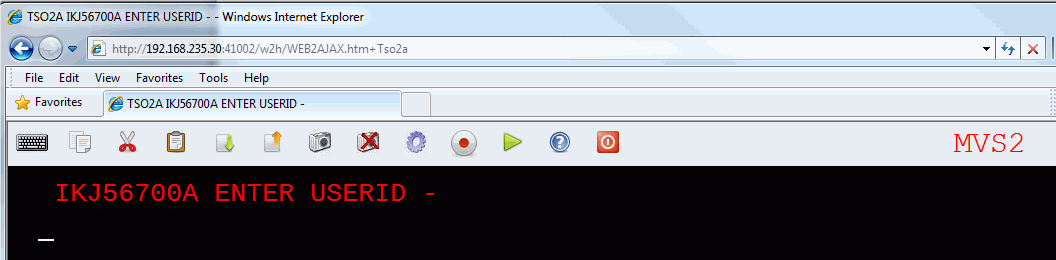 TSO2A IKJ56700A ENTER USERID - - Windows Internet Explorer
http://192.168.235.30:41002/w2h/WEB2AJAX.htm+Tso2a
File Edit View Favorites Tools Help
Favorites TSO2A IKJ56700A ENTER USERID -
MVS2
IKJ56700A ENTER USERID -